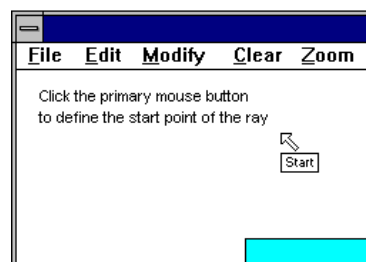 File Edit Modify Clear Zoom
Click the primary mouse button
to define the start point of the ray
Start